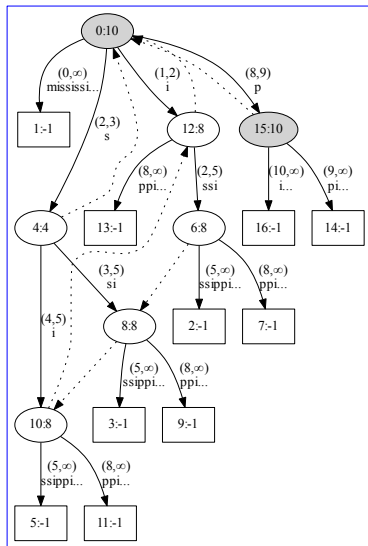 0:10
(0,∞)
mississi...
(1,2)
i
(8,9)
p
(2,3)
s
1:-1
12:8
15:10
(8,∞)
ppi...
(2,5)
ssi
(10,∞)
i...
(9,∞)
pi...
4:4
13:-1
6:8
16:-1
14:-1
(3,5)
si
(5,∞)
ssippi...
(8,∞)
ppi...
(4,5)
i
8:8
2:-1
7:-1
(5,∞)
ssippi...
(8,∞)
ppi...
10:8
3:-1
9:-1
(5,∞)
ssippi...
(8,∞)
ppi...
5:-1
11:-1